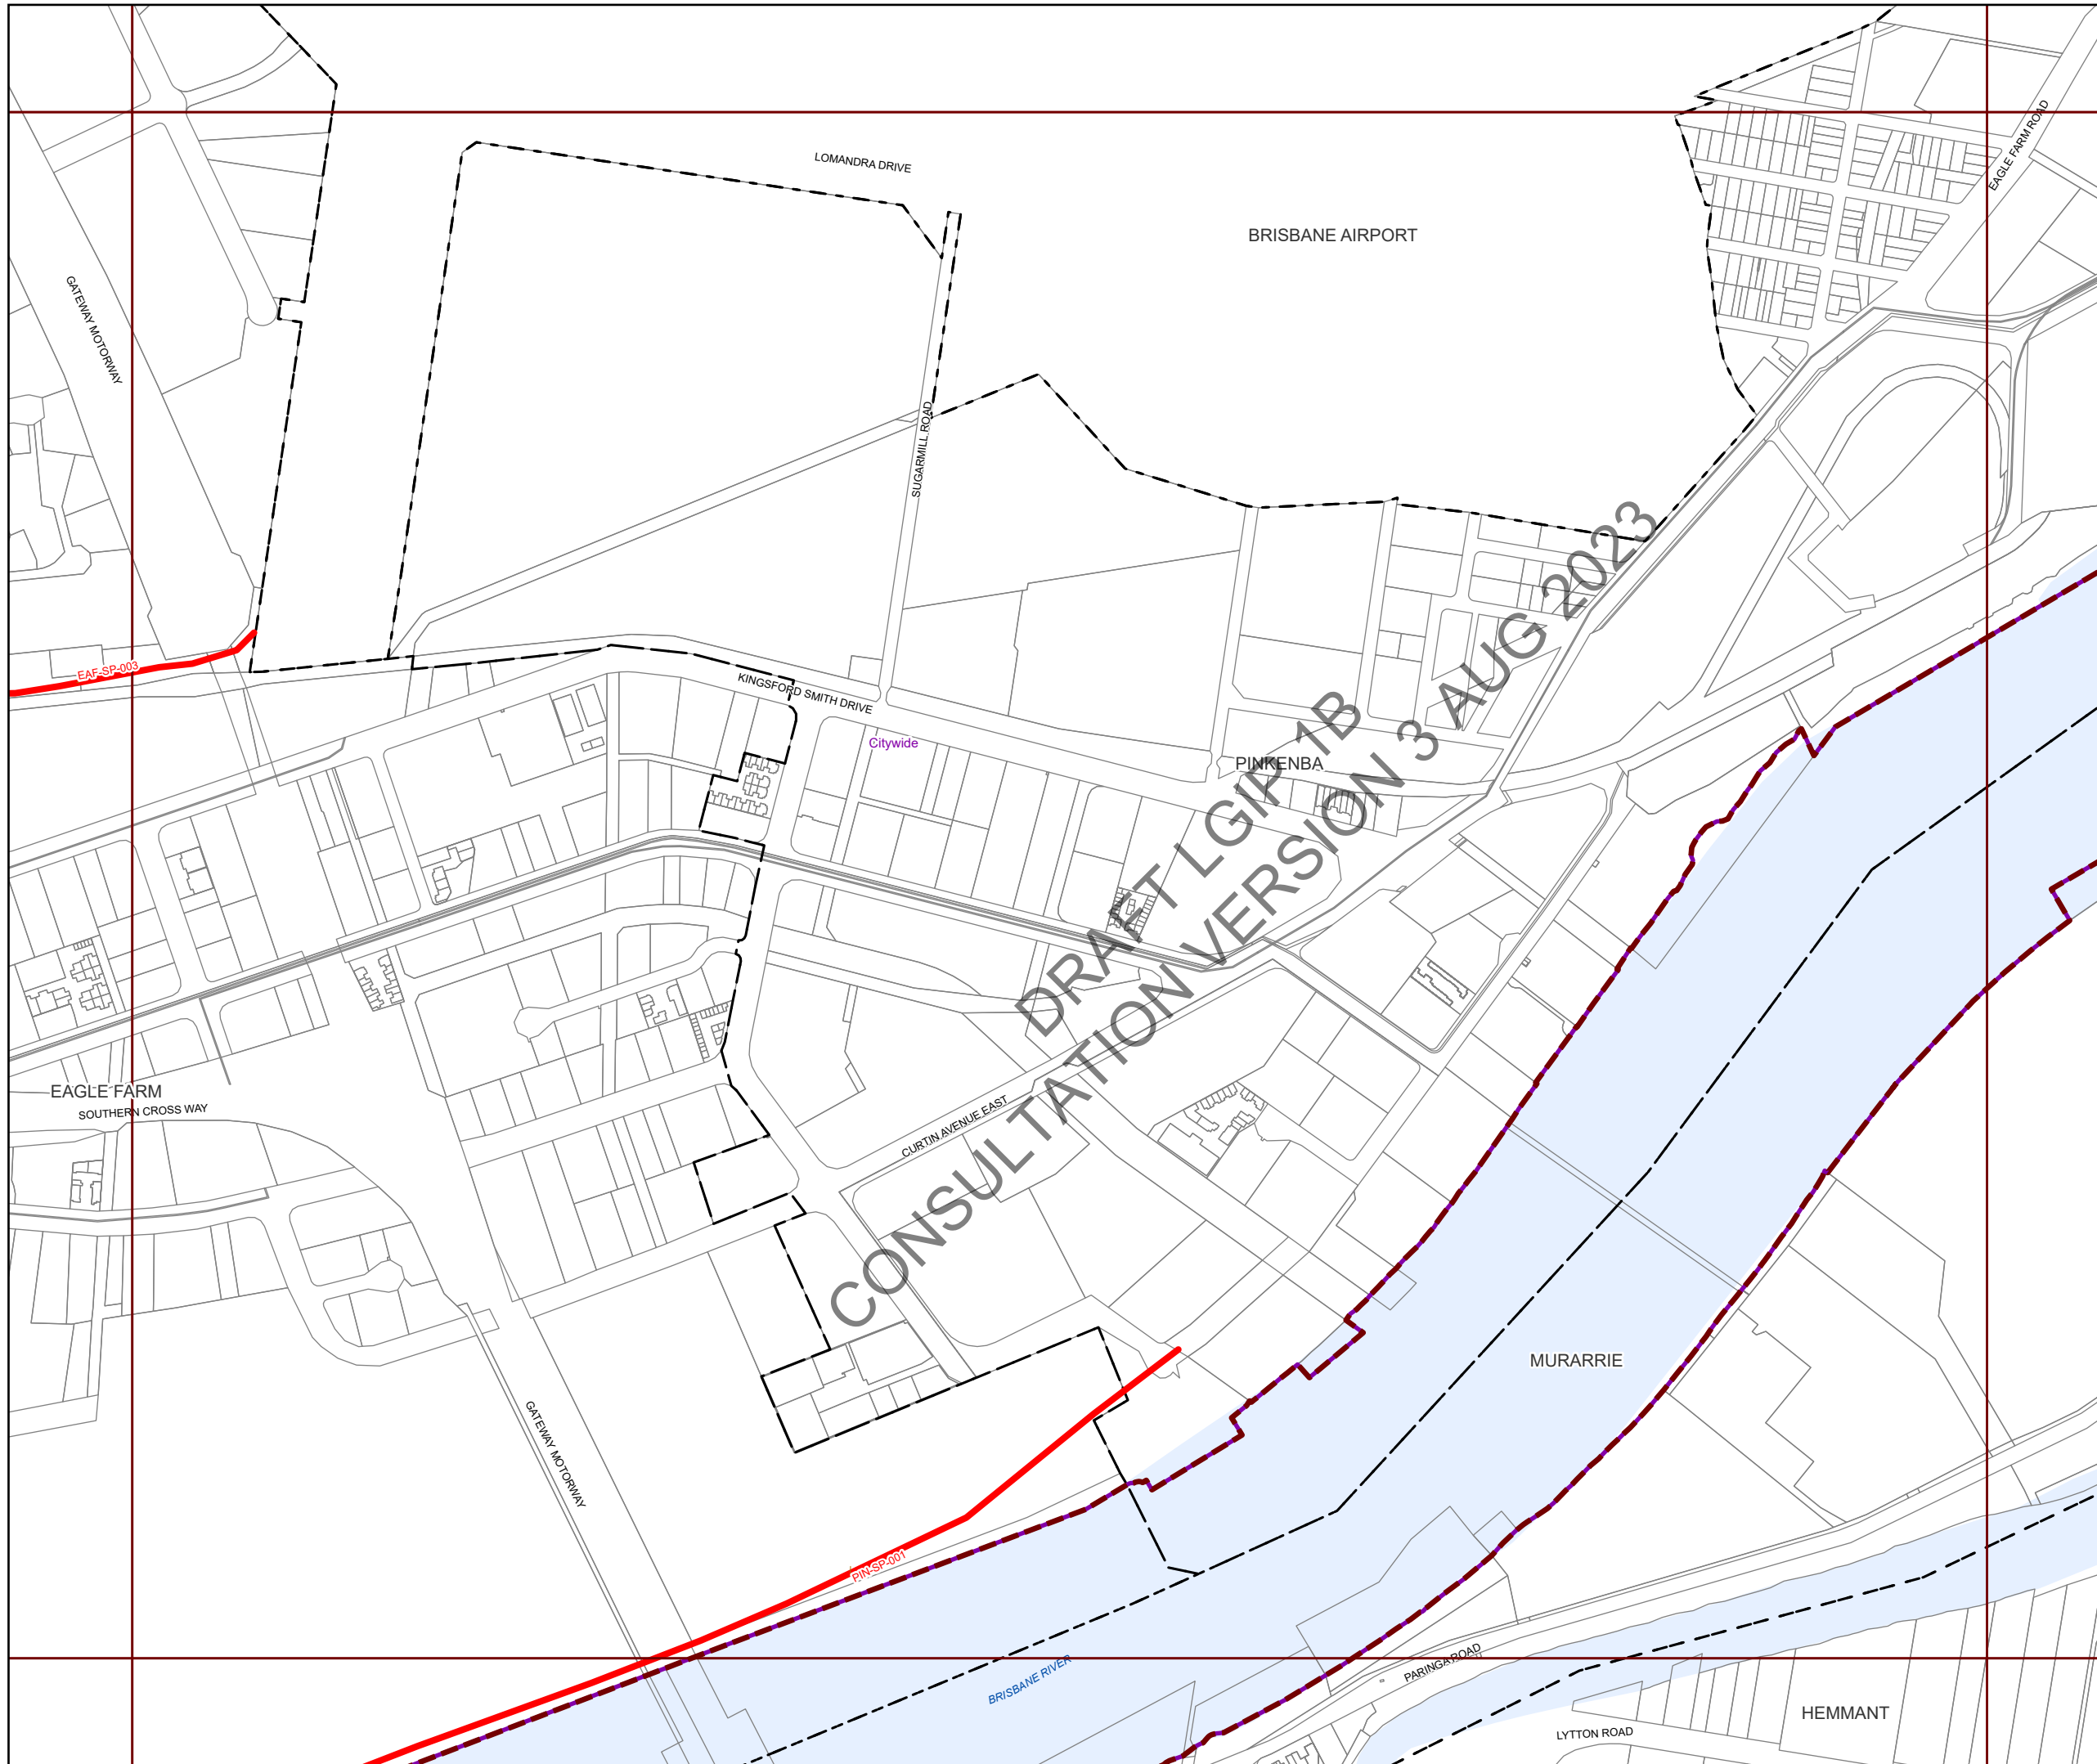 LOMANDRA DRIVE
EAGLE FARM ROAD
BRISBANE AIRPORT
GATEWAY MOTORWAY
SUGARMILL ROAD
EAF-SP-003
KINGSFORD SMITH DRIVE
Citywide
PINKENBA
DRAFT LGIP 1B
CONSULTATION VERSION 3 AUG 2023
EAGLE FARM
SOUTHERN CROSS WAY
CURTIN AVENUE EAST
MURARRIE
GATEWAY MOTORWAY
PIN-SP-001
BRISBANE RIVER
PARINGA ROAD
HEMMANT
LYTTON ROAD